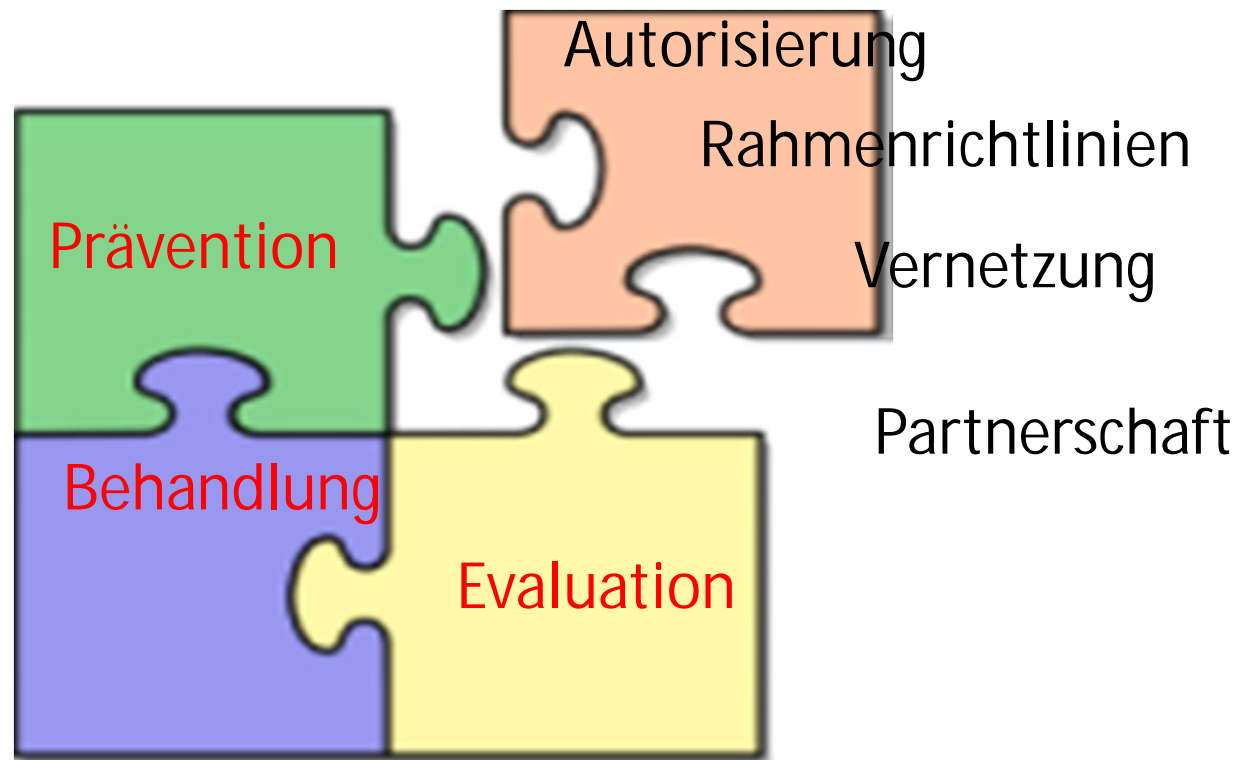 Autorisierung
Rahmenrichtlinien
Prävention
Vernetzung
Partnerschaft
Behandlung
Evaluation